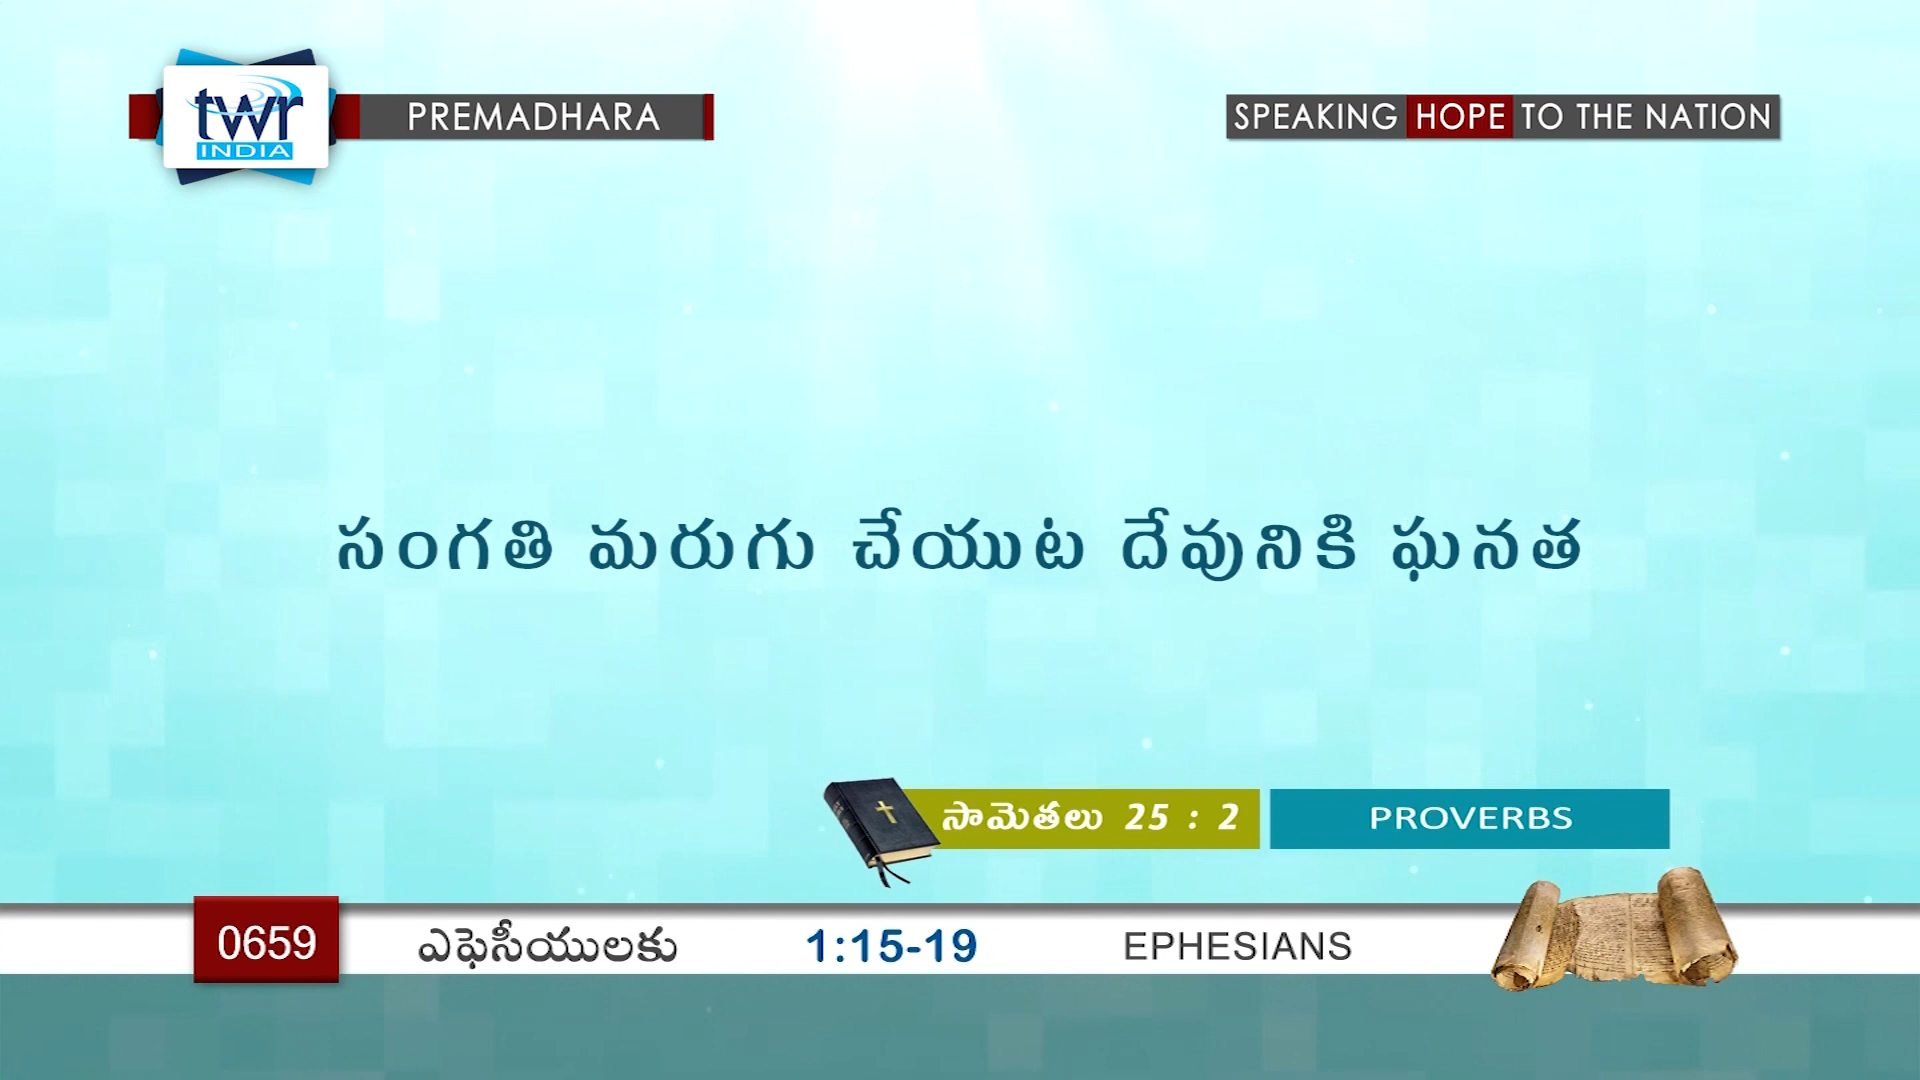 twr
INDIA
PREMADHARA
SPEAKING HOPE TO THE NATION
సంగతి మరుగు చేయుట దేవునికి ఘనత
సామెతలు 25 : 2
PROVERBS
0659
ఎఫెసీయులకు
1:15-19
EPHESIANS